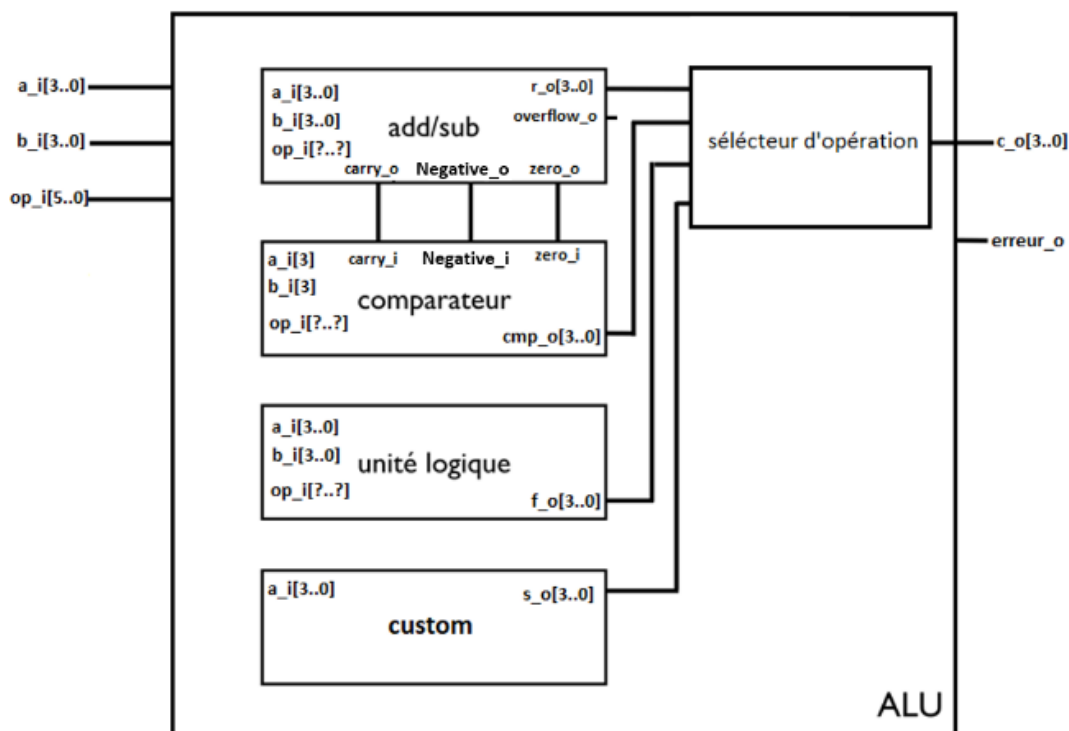 a_i[3..0]
b_i[3..0]
op_i[5..0]
a_i[3..0]
b_i[3..0]
op_i[?..?]
add/sub
r_o[3..0]
overflow_o
carry_o
Negative_o
zero_o
a_i[3]
b_i[3]
op_i[?..?]
carry_i
Negative_i
zero_i
comparateur
cmp_o[3..0]
a_i[3..0]
b_i[3..0]
op_i[?..?]
unité logique
f_o[3..0]
a_i[3..0]
s_o[3..0]
custom
sélécteur d'opération
c_o[3..0]
erreur_o
ALU